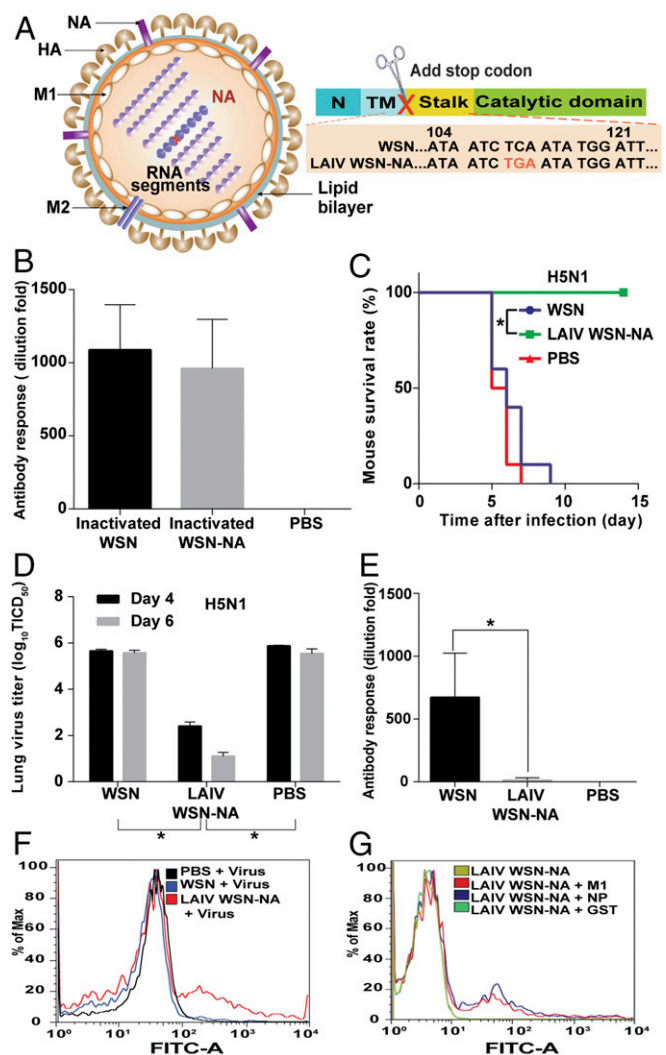 A
NA
HA
M1
M2
NA
RNA
segments
Lipid
bilayer
Add stop codon
N TM X Stalk Catalytic domain
104 121
WSN...ATA ATC TCA ATA TGG ATT...
LAIV WSN-NA...ATA ATC TGA ATA TGG ATT...
B
Antibody response ( dilution fold)
1500
1000
500
0
Inactivated WSN
Inactivated WSN-NA
PBS
C
H5N1
Mouse survival rate (%)
100
50
0
*
WSN
LAIV WSN-NA
PBS
0 5 10 15
Time after infection (day)
D
Lung virus titer (log10TICD50)
8
6
4
2
0
Day 4
Day 6
H5N1
WSN
LAIV
WSN-NA
PBS
* *
E
Antibody response (dilution fold)
1500
1000
500
0
*
WSN
LAIV
WSN-NA
PBS
F
% of Max
100
80
60
40
20
0
PBS + Virus
WSN + Virus
LAIV WSN-NA
+ Virus
10^0 10^1 10^2 10^3 10^4
FITC-A
G
% of Max
100
80
60
40
20
0
LAIV WSN-NA
LAIV WSN-NA + M1
LAIV WSN-NA + NP
LAIV WSN-NA + GST
10^0 10^1 10^2 10^3 10^4
FITC-A